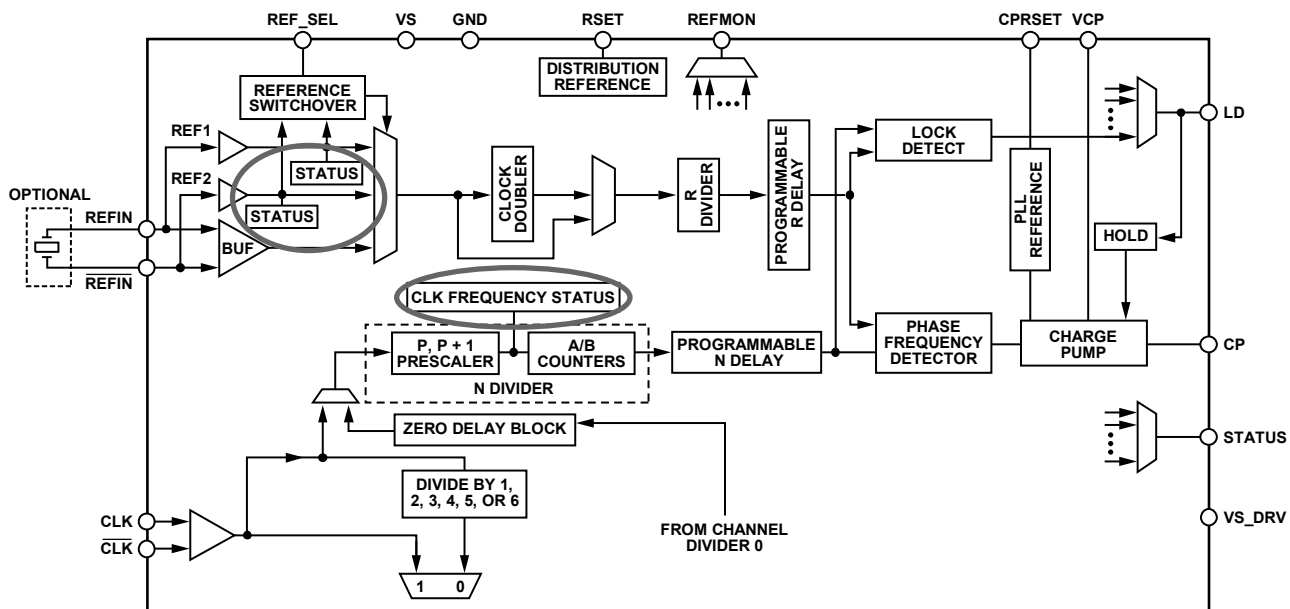 REF_SEL
VS
GND
RSET
REFMON
CPRSET
VCP
DISTRIBUTION
REFERENCE
REFERENCE
SWITCHOVER
REF1
STATUS
REF2
STATUS
BUF
OPTIONAL
REFIN
REFIN
CLOCK
DOUBLER
R
DIVIDER
PROGRAMMABLE
R DELAY
LOCK
DETECT
PLL
REFERENCE
HOLD
LD
CLK FREQUENCY STATUS
P, P + 1
PRESCALER
A/B
COUNTERS
N DIVIDER
PROGRAMMABLE
N DELAY
PHASE
FREQUENCY
DETECTOR
CHARGE
PUMP
CP
ZERO DELAY BLOCK
STATUS
DIVIDE BY 1,
2, 3, 4, 5, OR 6
FROM CHANNEL
DIVIDER 0
VS_DRV
CLK
CLK
1 0